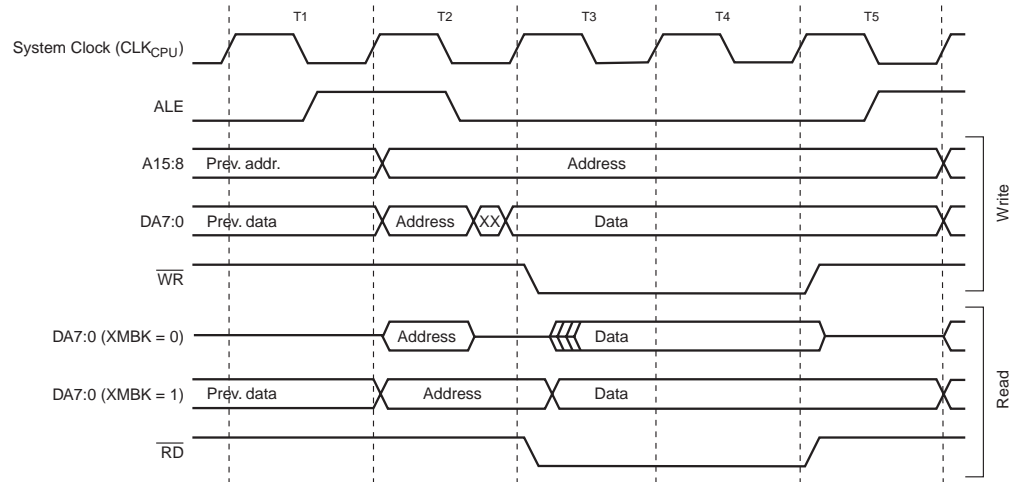 T1 T2 T3 T4 T5
System Clock (CLKCPU)
ALE
A15:8 Prev. addr. Address
DA7:0 Prev. data Address XX Data
WR
Write
DA7:0 (XMBK = 0) Address Data
DA7:0 (XMBK = 1) Prev. data Address Data
RD
Read